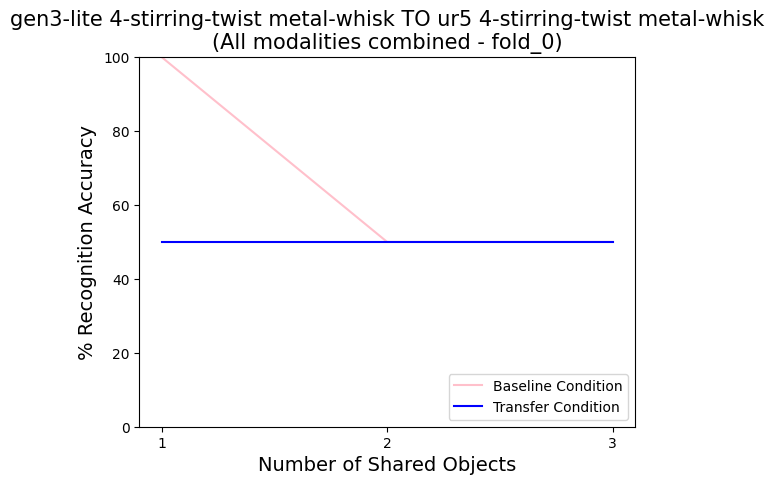 gen3-lite 4-stirring-twist metal-whisk TO ur5 4-stirring-twist metal-whisk
(All modalities combined - fold_0)
100
80
60
40
20
0
% Recognition Accuracy
Baseline Condition
Transfer Condition
1
2
3
Number of Shared Objects